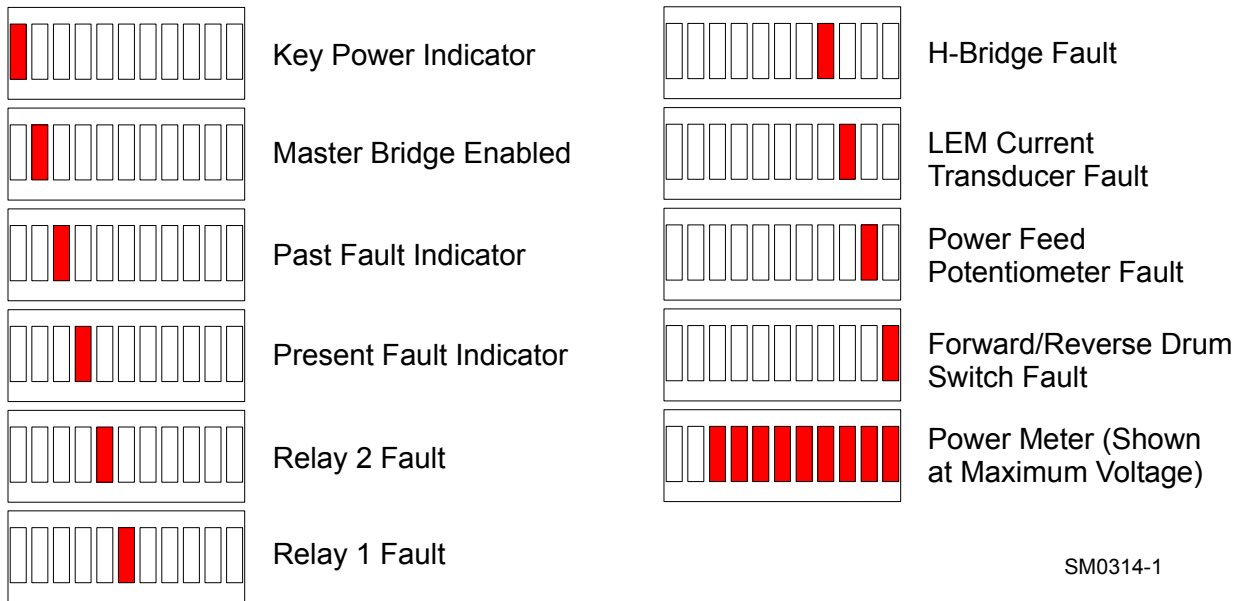 Key Power Indicator
Master Bridge Enabled
Past Fault Indicator
Present Fault Indicator
Relay 2 Fault
Relay 1 Fault
H-Bridge Fault
LEM Current
Transducer Fault
Power Feed
Potentiometer Fault
Forward/Reverse Drum
Switch Fault
Power Meter (Shown
at Maximum Voltage)
SM0314-1